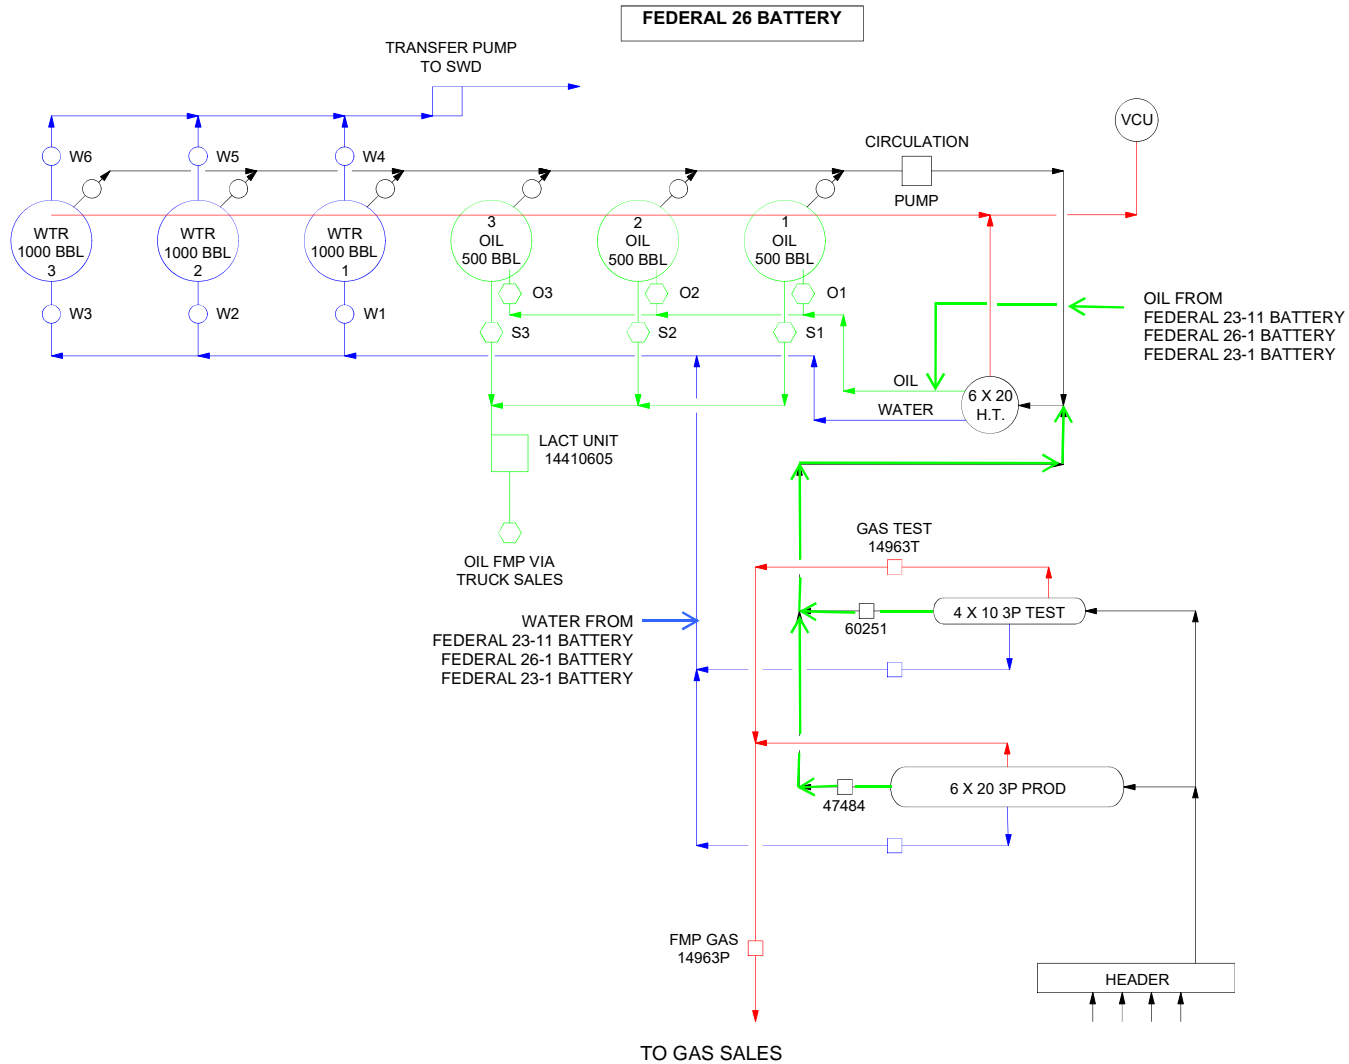 FEDERAL 26 BATTERY
TRANSFER PUMP
TO SWD
VCU
CIRCULATION
PUMP
W6
W5
W4
WTR
1000 BBL
3
WTR
1000 BBL
2
WTR
1000 BBL
1
3
OIL
500 BBL
2
OIL
500 BBL
1
OIL
500 BBL
W3
W2
W1
O3
O2
O1
S3
S2
S1
OIL FROM
FEDERAL 23-11 BATTERY
FEDERAL 26-1 BATTERY
FEDERAL 23-1 BATTERY
OIL
WATER
6 X 20
H.T.
LACT UNIT
14410605
OIL FMP VIA
TRUCK SALES
GAS TEST
14963T
4 X 10 3P TEST
60251
WATER FROM
FEDERAL 23-11 BATTERY
FEDERAL 26-1 BATTERY
FEDERAL 23-1 BATTERY
6 X 20 3P PROD
47484
FMP GAS
14963P
HEADER
TO GAS SALES